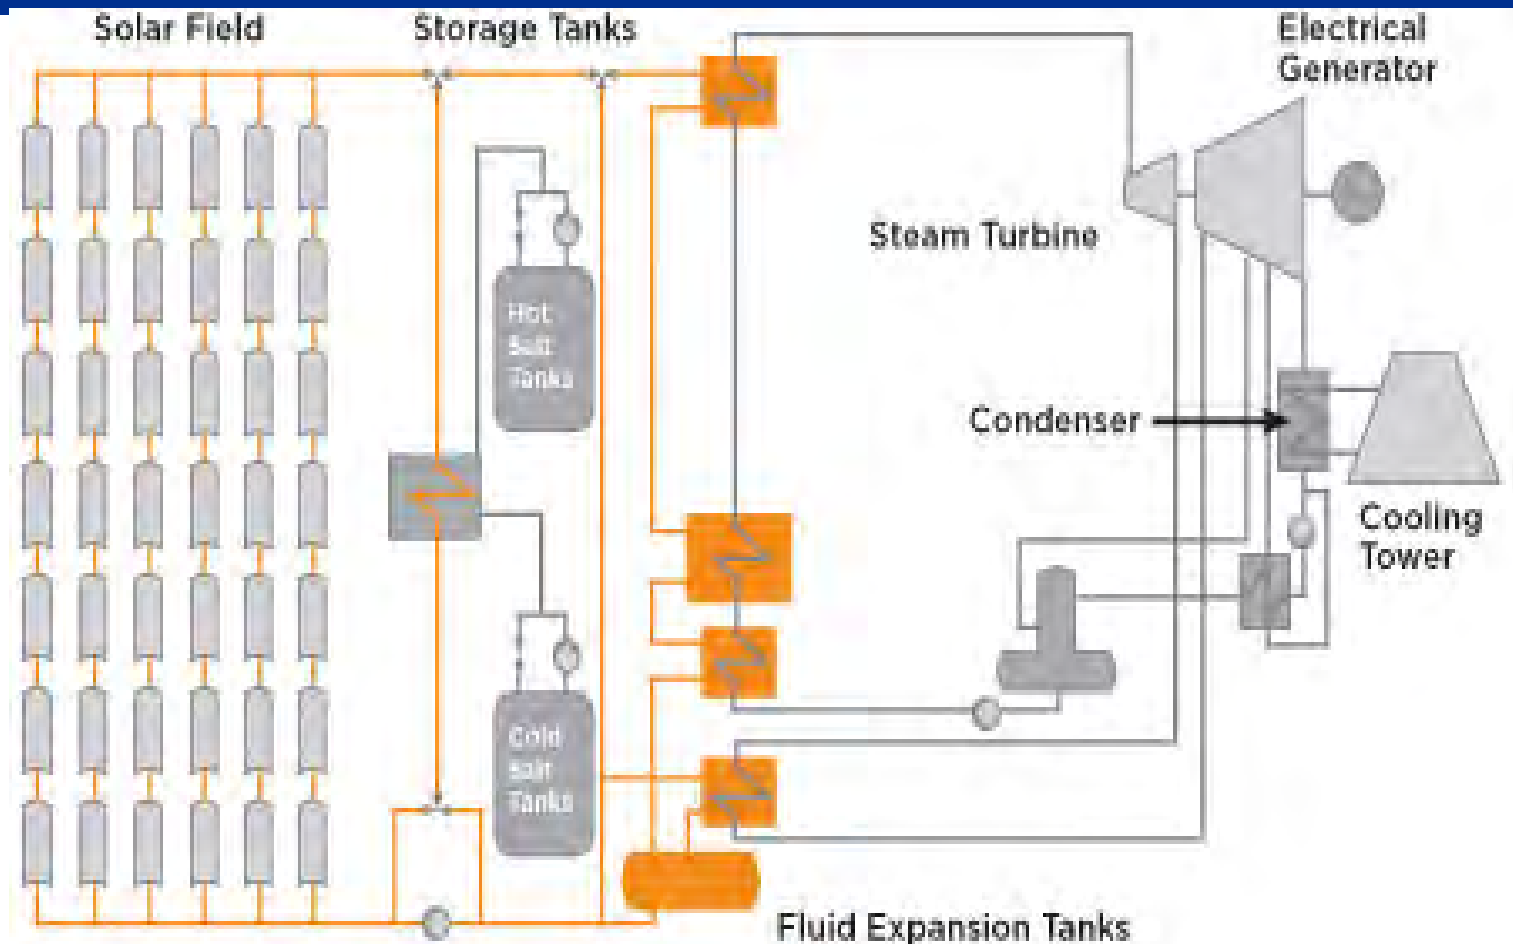 Solar Field
Storage Tanks
Electrical
Generator
Steam Turbine
Hot
Salt
Tanks
Condenser
Cooling
Tower
Cold
Salt
Tanks
Fluid Expansion Tanks